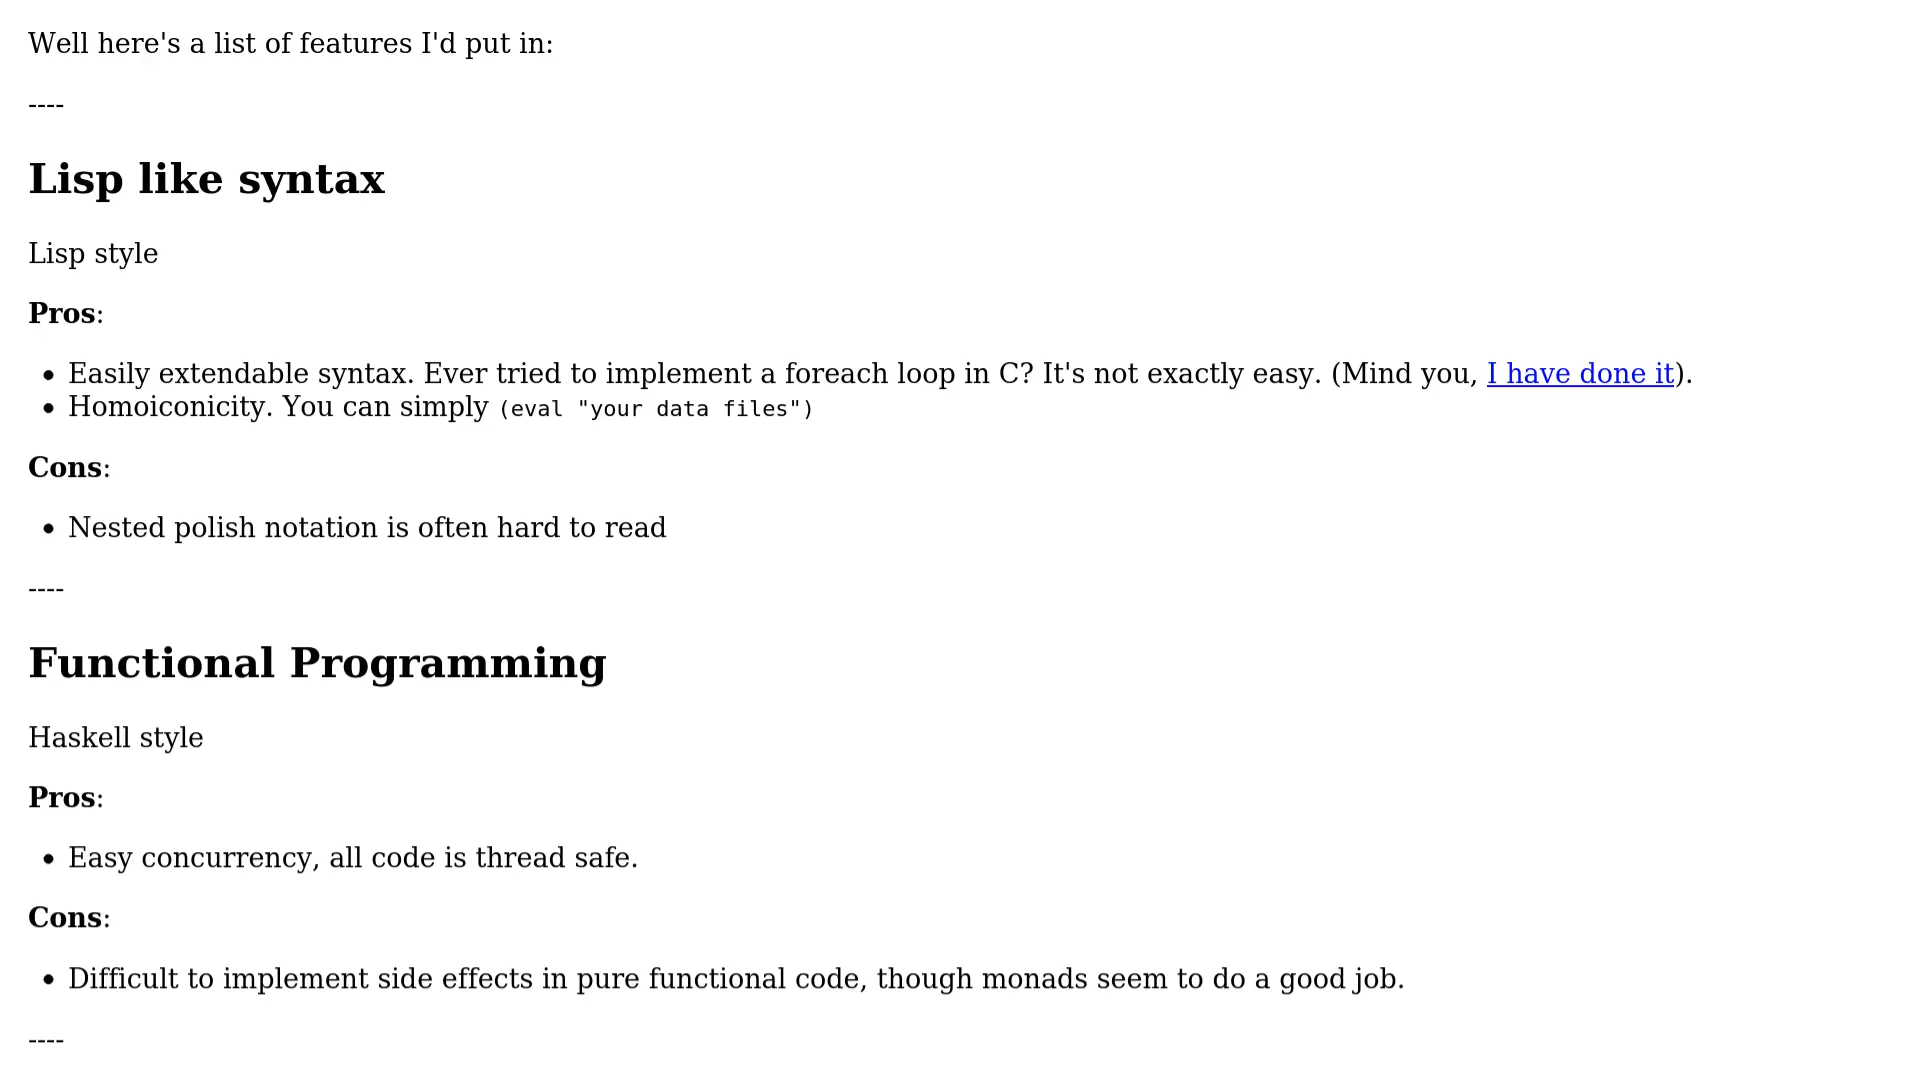 Well here's a list of features I'd put in:
----
Lisp like syntax
Lisp style
Pros:
Easily extendable syntax. Ever tried to implement a foreach loop in C? It's not exactly easy. (Mind you, I have done it).
Homoiconicity. You can simply (eval "your data files")
Cons:
Nested polish notation is often hard to read
----
Functional Programming
Haskell style
Pros:
Easy concurrency, all code is thread safe.
Cons:
Difficult to implement side effects in pure functional code, though monads seem to do a good job.
----